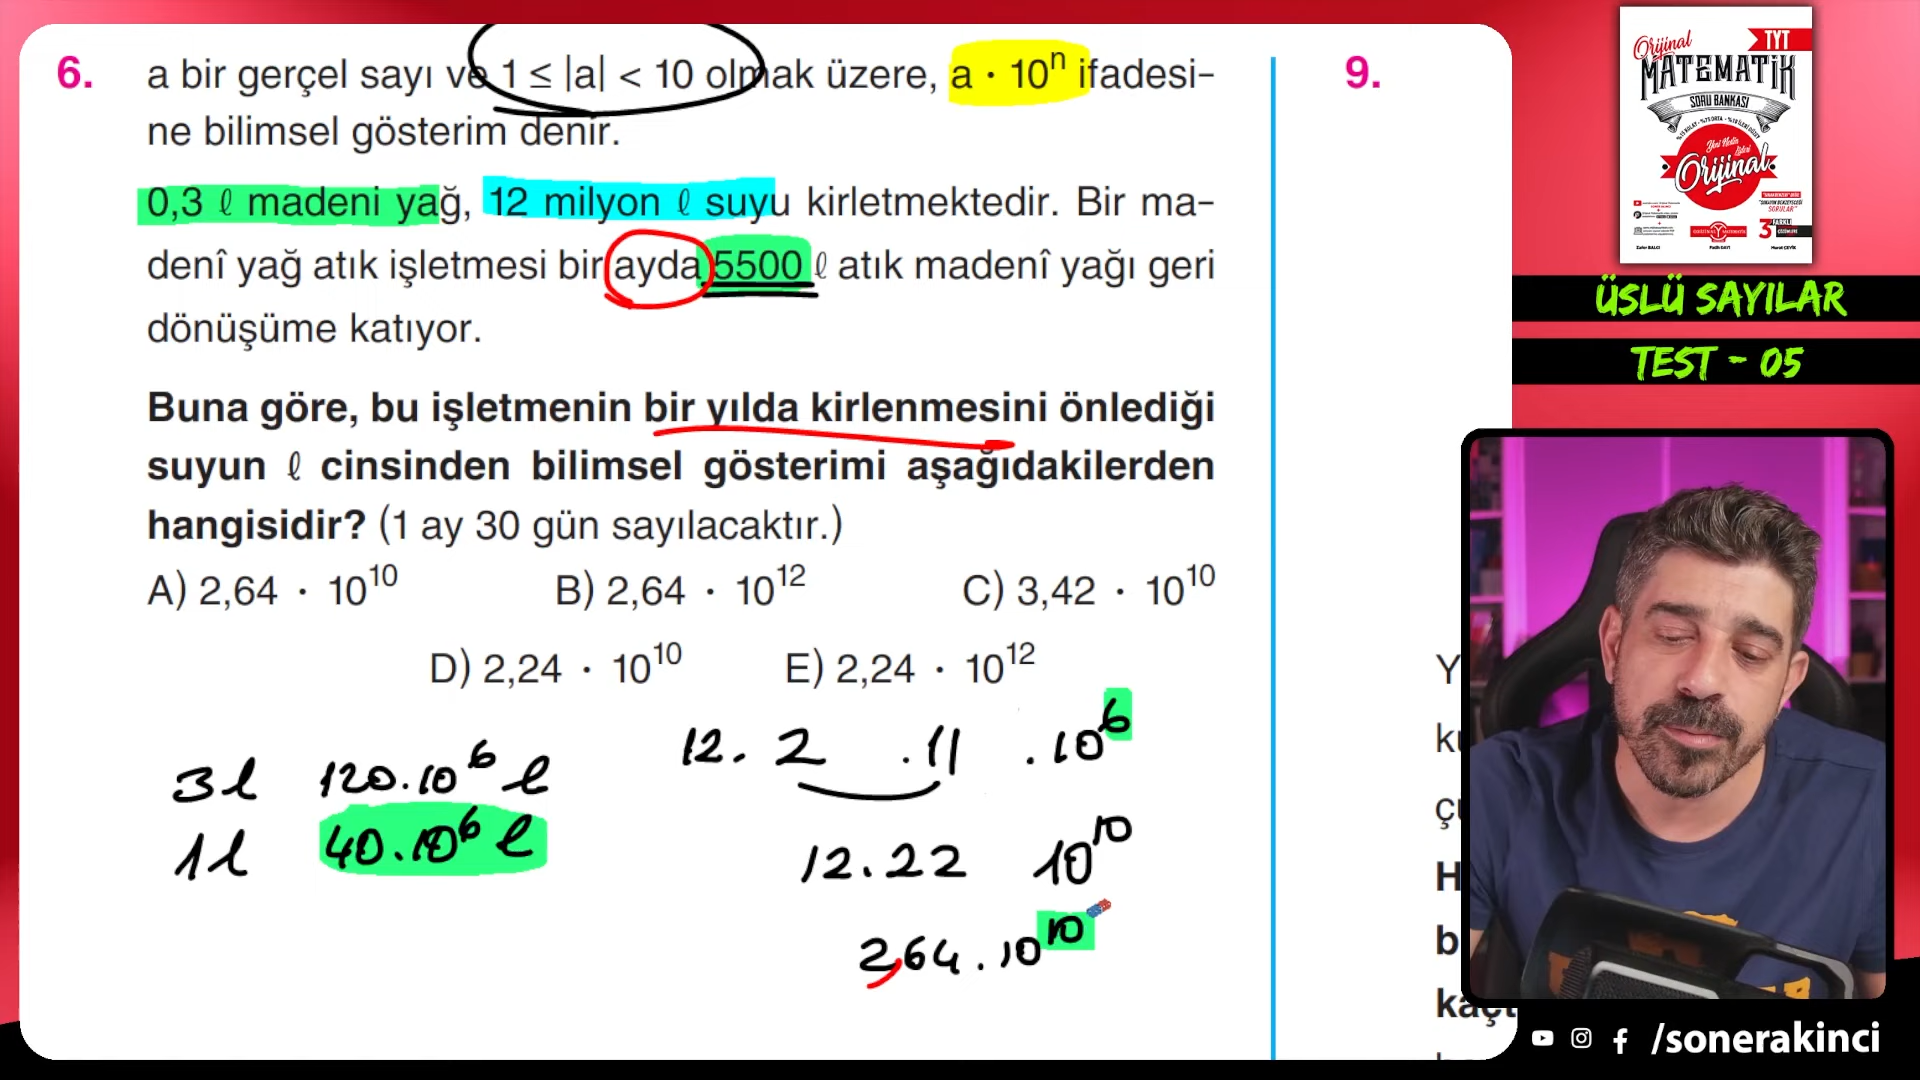 6. a bir gerçel sayı ve 1 ≤ |a| < 10 olmak üzere, a · 10ⁿ ifadesi-
ne bilimsel gösterim denir.
0,3 ℓ madeni yağ, 12 milyon ℓ suyu kirletmektedir. Bir ma-
denî yağ atık işletmesi bir ayda 5500 ℓ atık madenî yağı geri
dönüşüme katıyor.
Buna göre, bu işletmenin bir yılda kirlenmesini önlediği
suyun ℓ cinsinden bilimsel gösterimi aşağıdakilerden
hangisidir? (1 ay 30 gün sayılacaktır.)
A) 2,64 · 10¹⁰ B) 2,64 · 10¹² C) 3,42 · 10¹⁰
D) 2,24 · 10¹⁰ E) 2,24 · 10¹²
3l 120.10⁶ l
1l 40.10⁶ l
12. 2 .11 .10⁶
12.22 10¹⁰
2,64.10¹⁰
9.
Y
b
H
Orijinal
TYT
MATEMATİK
SORU BANKASI
Yeni Nesil
Orijinal
ÜSLÜ SAYILAR
TEST - 05
/sonerakinci